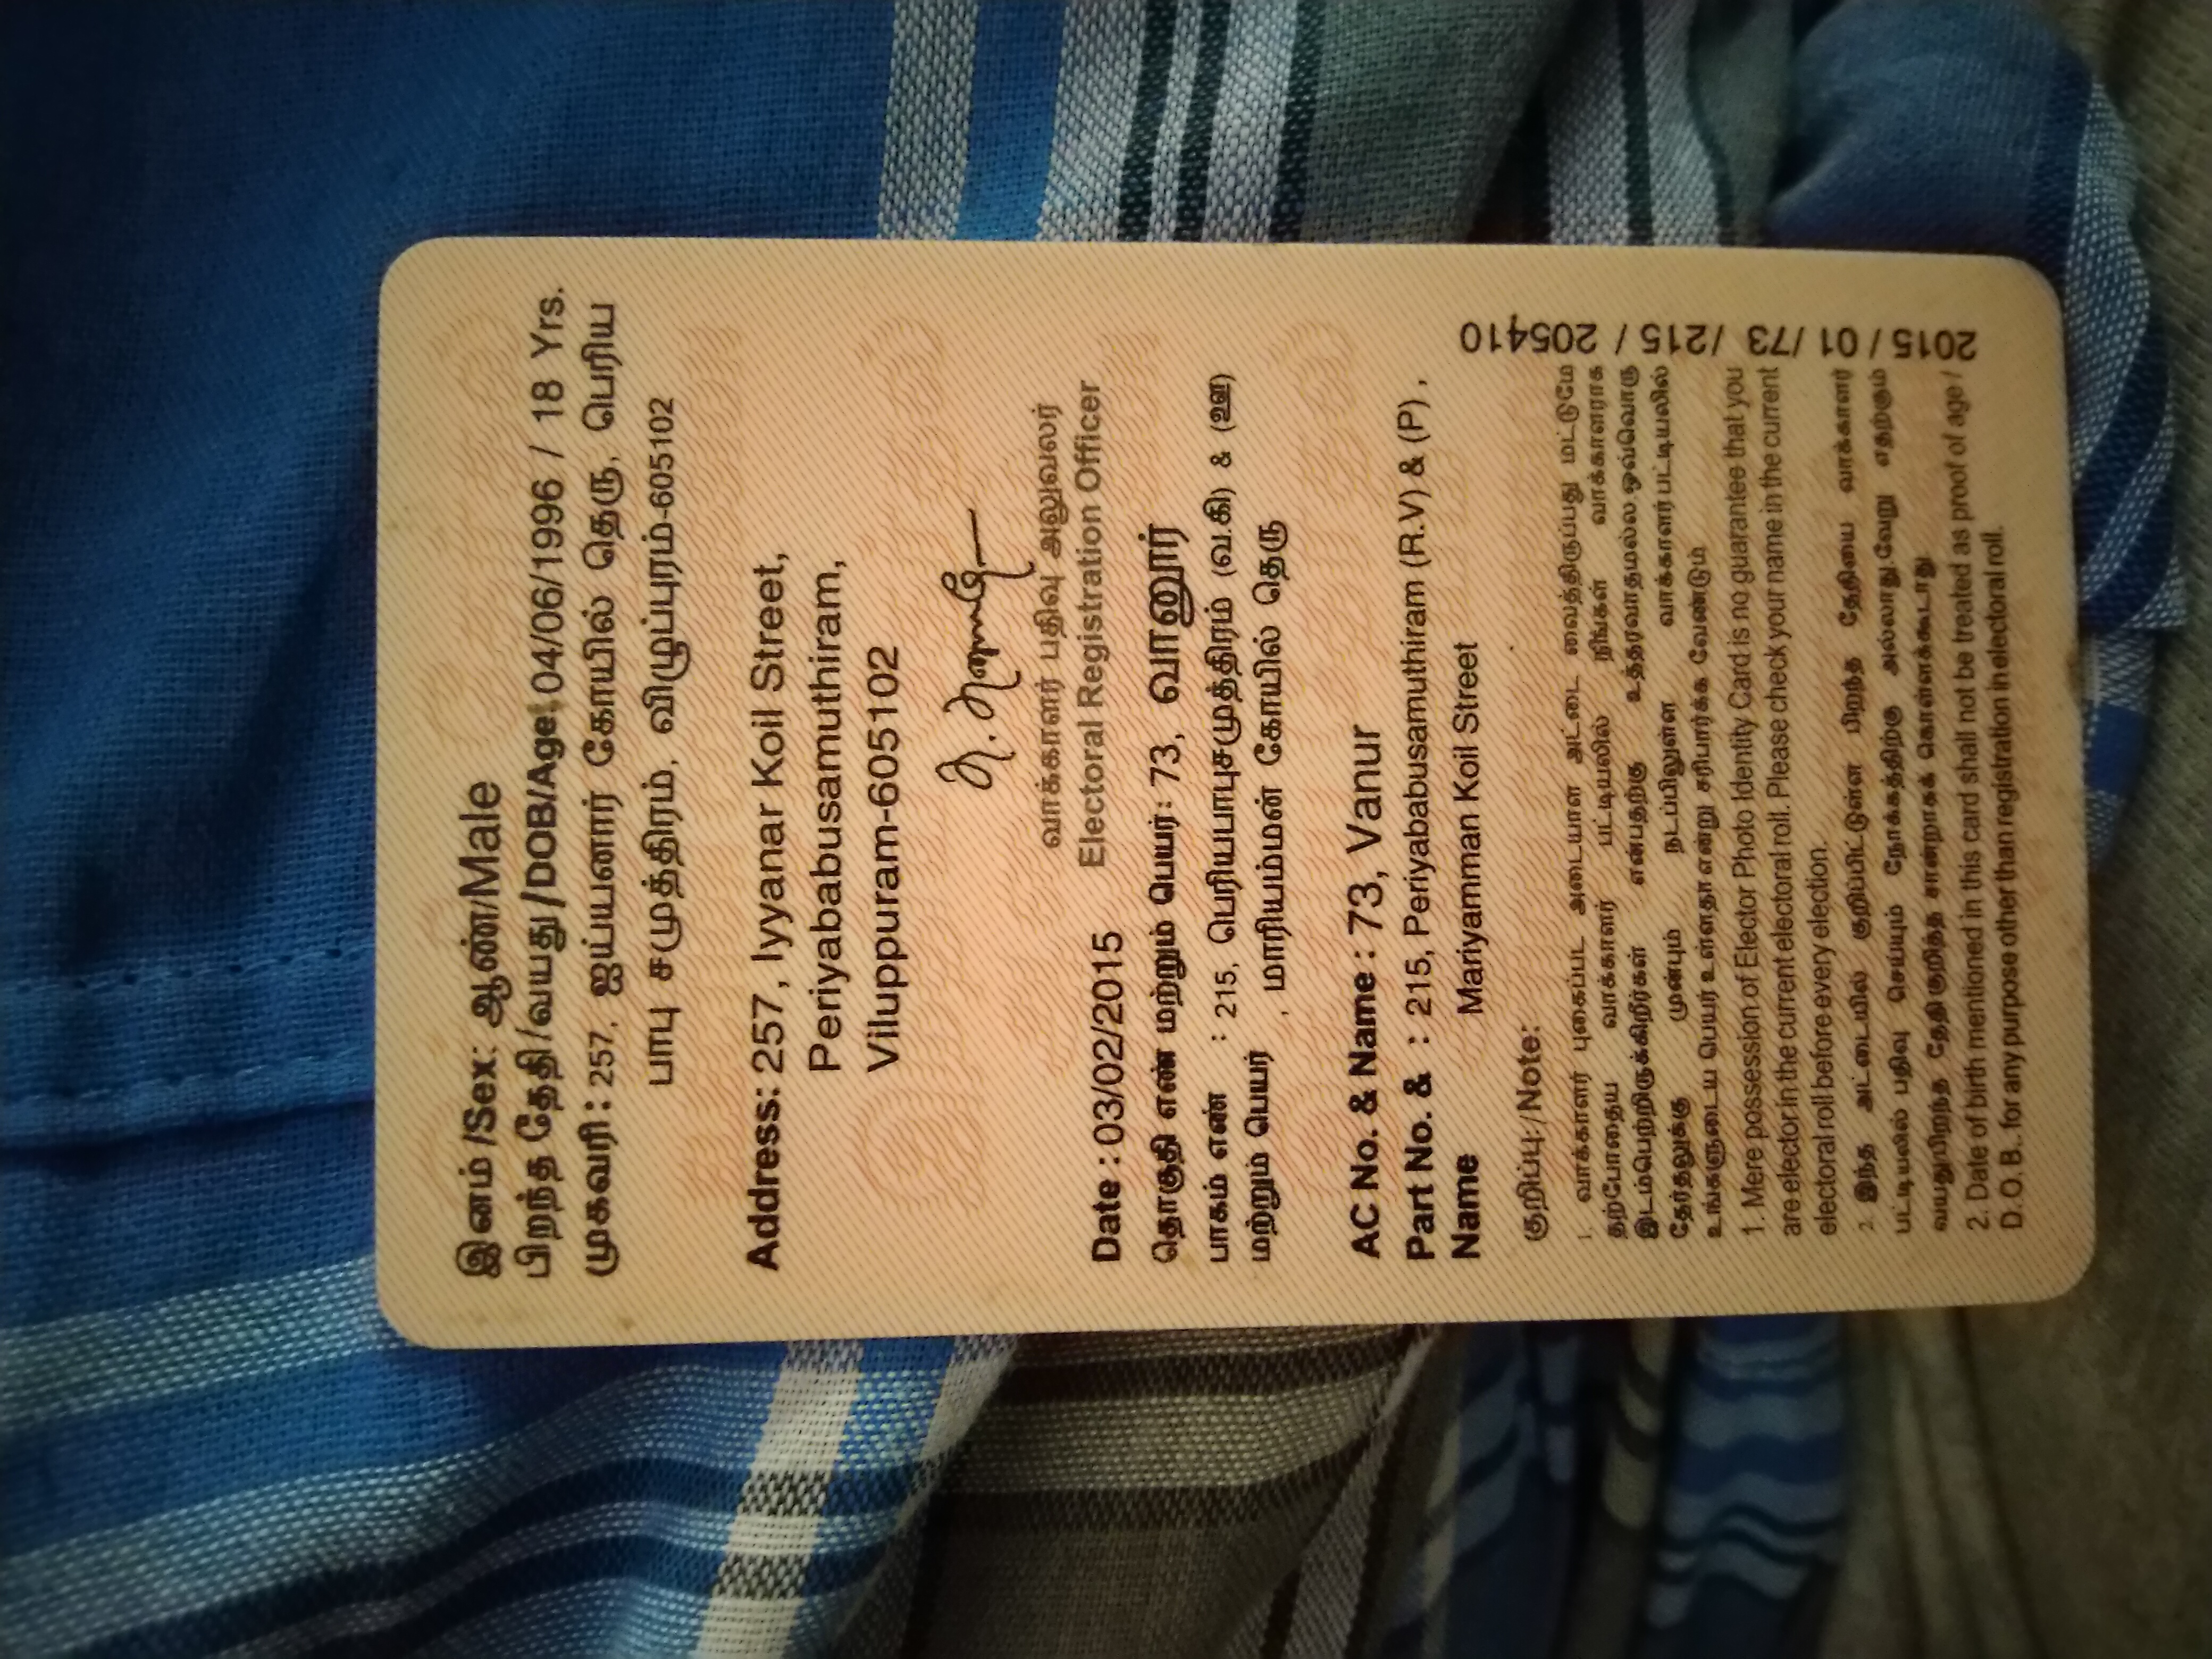 இனம் /Sex: ஆண்/Male
பிறந்த தேதி/வயது/DOB/Age: 04/06/1996 / 18 Yrs.
முகவரி: 257, ஐய்யனார் கோயில் தெரு, பெரிய
பாபு சமுத்திரம், விழுப்புரம்-605102
Address: 257, Iyyanar Koil Street,
Periyababusamuthiram,
Viluppuram-605102
வாக்காளர் பதிவு அலுவலர்
Electoral Registration Officer
Date : 03/02/2015
தொகுதி எண் மற்றும் பெயர்: 73, வானூர்
பாகம் எண் : 215, பெரியபாபுசமுத்திரம் (வ.கி) & (ஊ)
மற்றும் பெயர் , மாரியம்மன் கோயில் தெரு
AC No. & Name : 73, Vanur
Part No. & : 215, Periyababusamuthiram (R.V) & (P) ,
Name Mariyamman Koil Street
குறிப்பு:/Note:
1. வாக்காளர் புகைப்பட அடையாள அட்டை வைத்திருப்பது மட்டுமே
தற்போதைய வாக்காளர் பட்டியலில் நீங்கள் வாக்காளராக
இடம்பெற்றிருக்கிறீர்கள் என்பதற்கு உத்தரவாதமல்ல.ஒவ்வொரு
தேர்தலுக்கு முன்பும் நடப்பிலுள்ள வாக்காளர் பட்டியலில்
உங்களுடைய பெயர் உள்ளதா என்று சரிபார்க்க வேண்டும்
1. Mere possession of Elector Photo Identity Card is no guarantee that you
are elector in the current electoral roll. Please check your name in the current
electoral roll before every election.
2. இந்த அட்டையில் குறிப்பிட்டுள்ள பிறந்த தேதியை வாக்காளர்
பட்டியலில் பதிவு செய்யும் நோக்கத்திற்கு அல்லாது.வேறு எதற்கும்
வயது/பிறந்த தேதி குறித்த சான்றாகக் கொள்ளக்கூடாது
2. Date of birth mentioned in this card shall not be treated as proof of age /
D. O. B.. for any purpose other than registration in electoral roll.
2015 / 01 /73 /215 / 205410